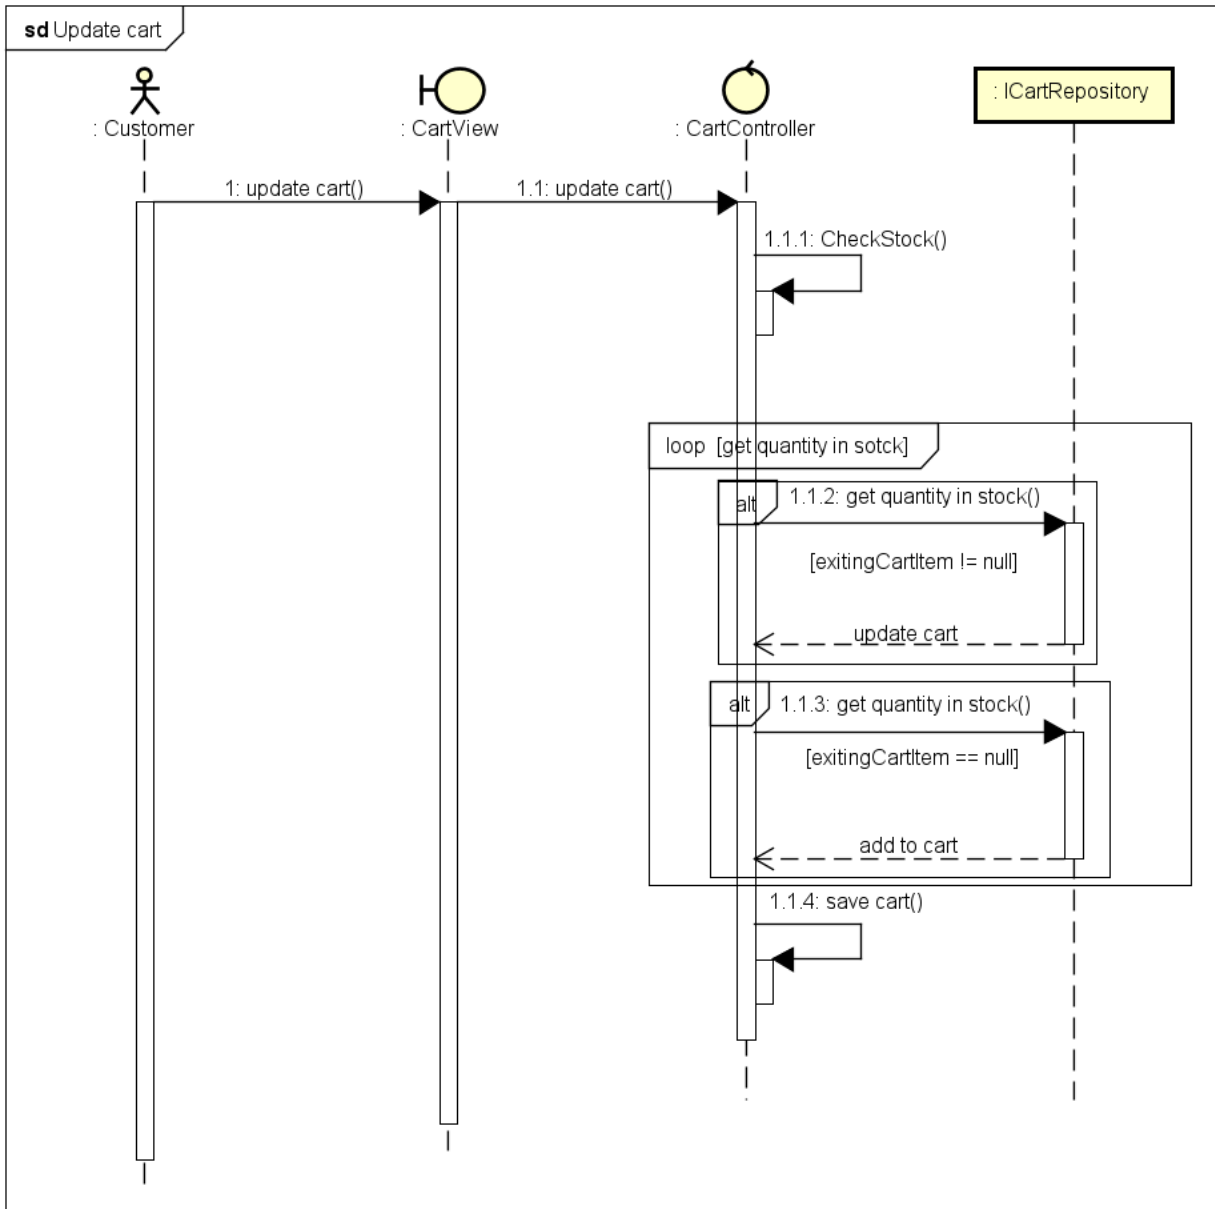 sd Update cart
: Customer
: CartView
: CartController
: ICartRepository
1: update cart()
1.1: update cart()
1.1.1: CheckStock()
loop [get quantity in sotck]
alt
1.1.2: get quantity in stock()
[exitingCartItem != null]
update cart
alt
1.1.3: get quantity in stock()
[exitingCartItem == null]
add to cart
1.1.4: save cart()